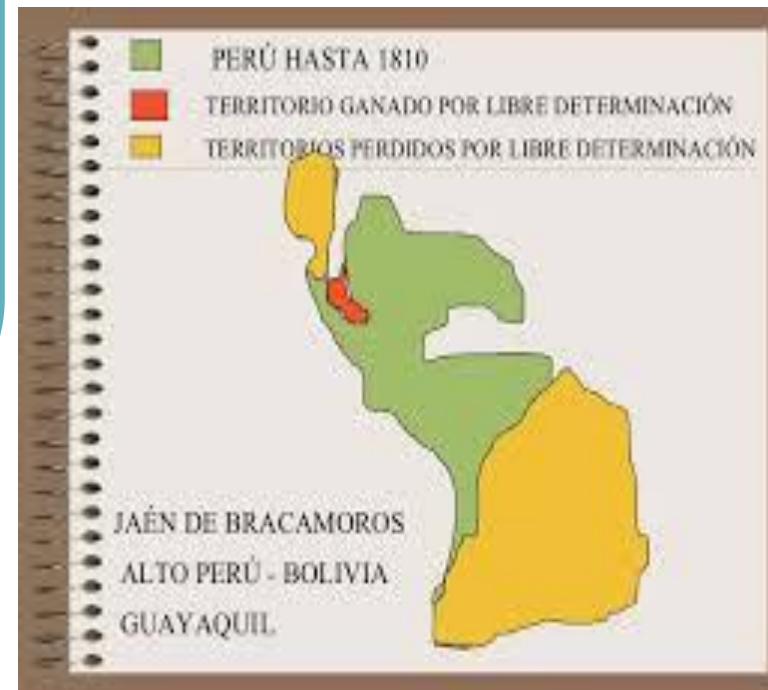 PERÚ HASTA 1810
TERRITORIO GANADO POR LIBRE DETERMINACIÓN
TERRITORIOS PERDIDOS POR LIBRE DETERMINACIÓN
JAÉN DE BRACAMOROS
ALTO PERÚ - BOLIVIA
GUAYAQUIL